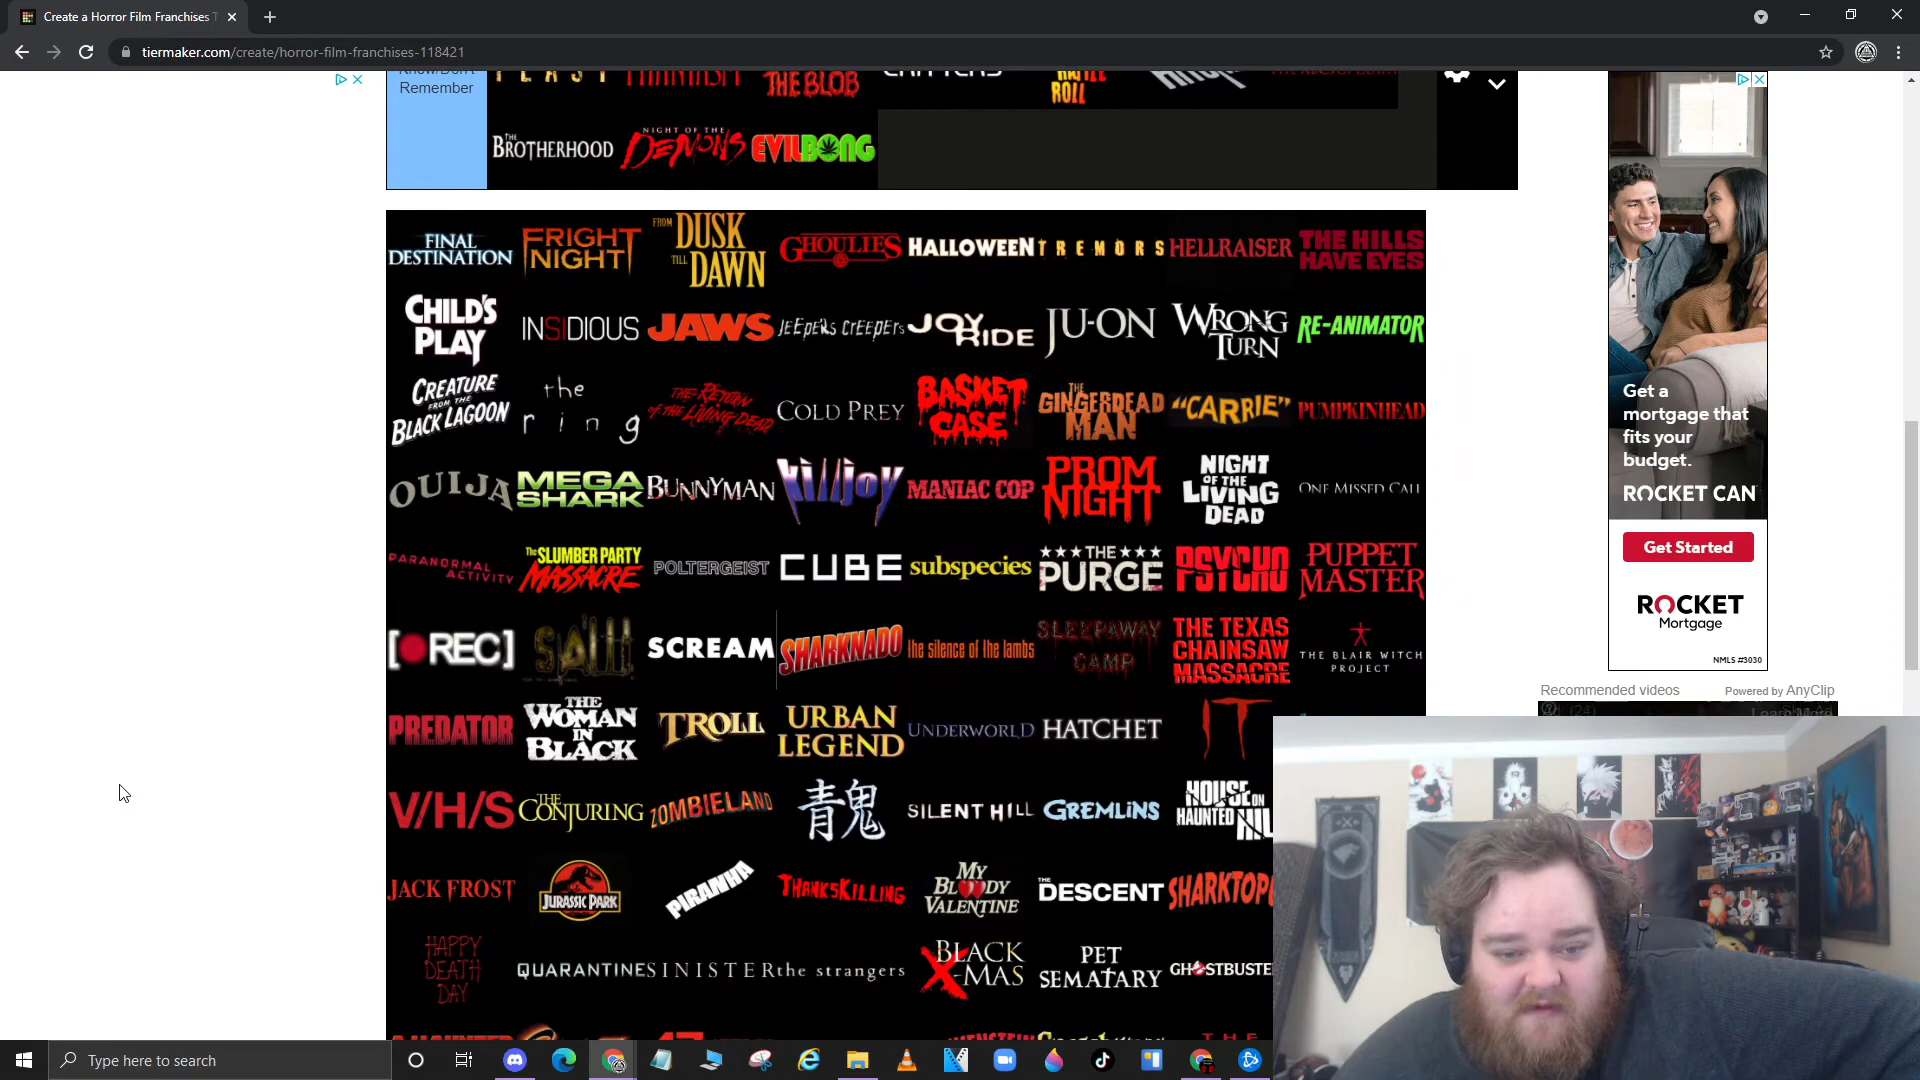 Create a Horror Film Franchises T
tiermaker.com/create/horror-film-franchises-118421
Remember
THE BLOB
CRITTERS
ROLL
THE BROTHERHOOD
NIGHT OF THE DEMONS
EVILBONG
FINAL DESTINATION
FRIGHT NIGHT
FROM DUSK TILL DAWN
GHOULIES
HALLOWEEN
TREMORS
HELLRAISER
THE HILLS HAVE EYES
CHILD'S PLAY
INSIDIOUS
JAWS
JEEPERS CREEPERS
JOY RIDE
JU-ON
WRONG TURN
RE-ANIMATOR
CREATURE FROM THE BLACK LAGOON
the ring
THE RETURN OF THE LIVING DEAD
COLD PREY
BASKET CASE
THE GINGERDEAD MAN
"CARRIE"
PUMPKINHEAD
OUIJA
MEGA SHARK
BUNNYMAN
killjoy
MANIAC COP
PROM NIGHT
NIGHT OF THE LIVING DEAD
ONE MISSED CALL
PARANORMAL ACTIVITY
The SLUMBER PARTY MASSACRE
POLTERGEIST
CUBE
subspecies
THE PURGE
PSYCHO
PUPPET MASTER
[REC]
SAW
SCREAM
SHARKNADO
the silence of the lambs
SLEEPAWAY CAMP
THE TEXAS CHAINSAW MASSACRE
THE BLAIR WITCH PROJECT
PREDATOR
THE WOMAN IN BLACK
TROLL
URBAN LEGEND
UNDERWORLD
HATCHET
IT
V/H/S
THE CONJURING
ZOMBIELAND
青鬼
SILENT HILL
GREMLINS
HOUSE ON HAUNTED HILL
JACK FROST
JURASSIC PARK
PIRANHA
THANKSKILLING
MY BLOODY VALENTINE
THE DESCENT
SHARKTOP
HAPPY DEATH DAY
QUARANTINE
SINISTER
the strangers
BLACK X-MAS
PET SEMATARY
GHOSTBUSTE
A HAUNTED
THE
Get a
mortgage that
fits your
budget.
ROCKET CAN
Get Started
ROCKET
Mortgage
NMLS #3030
Recommended videos
Powered by AnyClip
Learn More
Type here to search